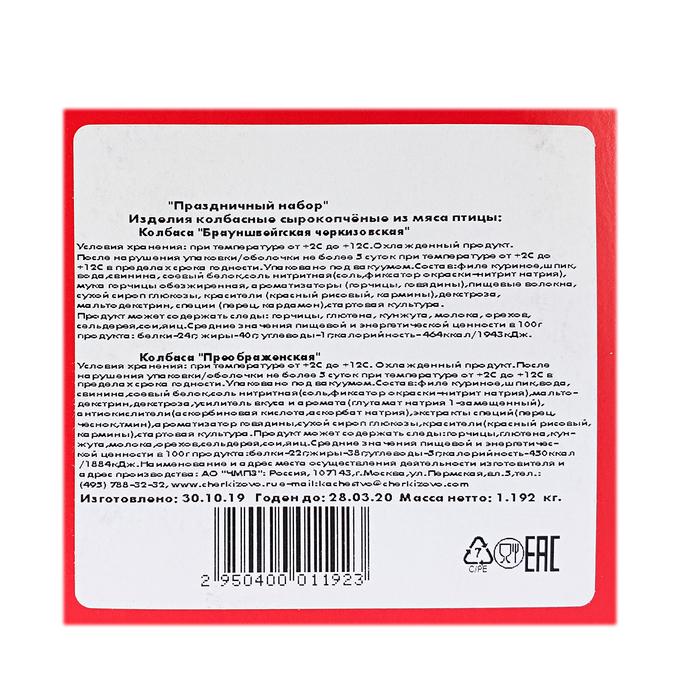 "Праздничный набор"
Изделия колбасные сырокопчёные из мяса птицы:
Колбаса "Брауншвейгская черкизовская"
Условия хранения: при температуре от +2С до +12С.Охлажденный продукт.
После нарушения упаковки/оболочки не более 5 суток при температуре от +2С до
+12С в пределах срока годности.Упаковано под вакуумом.Состав:филе куриное,шпик,
вода,свинина, соевый белок,соль нитритная(соль,фиксатор окраски-нитрит натрия),
мука горчицы обезжиренная, ароматизаторы (горчицы, говядины),пищевые волокна,
сухой сироп глюкозы, красители (красный рисовый, кармины),декстроза,
мальтодекстрин, специи (перец, кардамон),стартовая культура.
Продукт может содержать следы: горчицы, глютена, кунжута, молока, орехов,
сельдерея,сои,яиц.Средние значения пищевой и энергетической ценности в 100г
продукта: белки-24г; жиры-40г;углеводы-1г;калорийность-464ккал/1943кДж.
Колбаса "Преображенская"
Условия хранения: при температуре от +2С до +12С. Охлажденный продукт.После
нарушения упаковки/оболочки не более 5 суток при температуре от +2С до +12С в
пределах срока годности.Упаковано под вакуумом.Состав:филе куриное,шпик,вода,
свинина,соевый белок,соль нитритная(соль,фиксатор окраски-нитрит натрия),мальто-
декстрин,декстроза,усилитель вкуса и аромата(глутамат натрия 1-замещенный),
антиокислители(аскорбиновая кислота,аскорбат натрия),экстракты специй(перец,
чеснок,тмин),ароматизатор говядины,сухой сироп глюкозы,красители(красный рисовый,
кармины),стартовая культура.Продукт может содержать следы:горчицы,глютена,кун-
жута,молока,орехов,сельдерея,сои,яиц.Средние значения пищевой и энергетичес-
кой ценности в 100г продукта:белки-22г;жиры-38г;углеводы-5г;калорийность-450ккал
/1884кДж.Наименование и адрес места осуществления деятельности изготовителя и
адрес производства: АО "ЧМПЗ": Россия, 107143,г.Москва,ул.Пермская,вл.5,тел.:
(495) 788-32-32, www.cherkizovo.ru e-mail:kachestvo@cherkizovo.com
Изготовлено: 30.10.19 Годен до: 28.03.20 Масса нетто: 1.192 кг.
7
C/PE
EAC
2 950400 011923